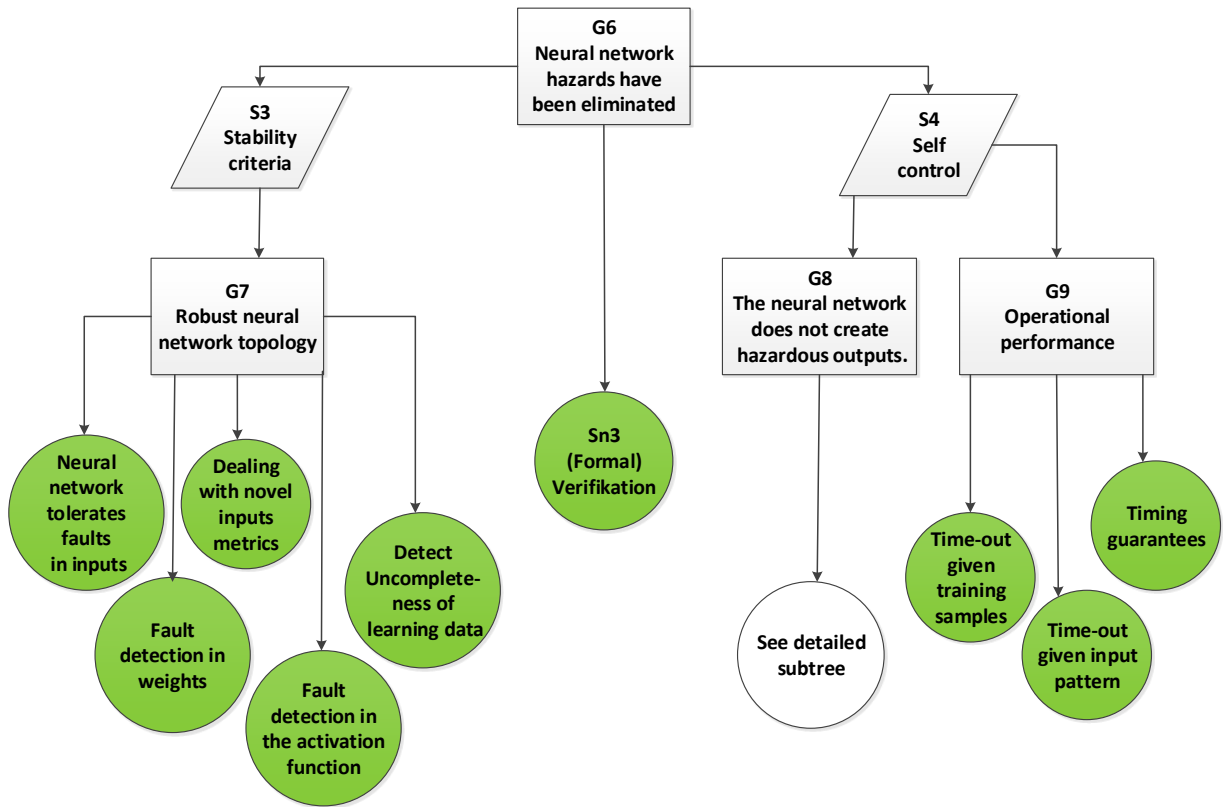 G6
Neural network
hazards have
been eliminated
S3
Stability
criteria
S4
Self
control
G7
Robust neural
network topology
G8
The neural network
does not create
hazardous outputs.
G9
Operational
performance
Neural
network
tolerates
faults
in inputs
Dealing
with novel
inputs
metrics
Sn3
(Formal)
Verifikation
Detect
Uncomplete-
ness of
learning data
Fault
detection in
weights
Fault
detection in
the activation
function
See detailed
subtree
Time-out
given
training
samples
Time-out
given input
pattern
Timing
guarantees